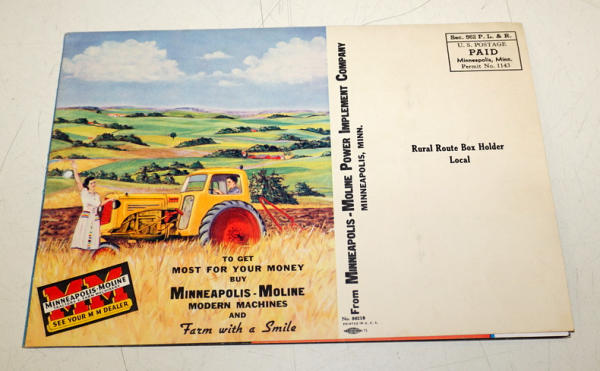 TO GET
MOST FOR YOUR MONEY
BUY
MINNEAPOLIS-MOLINE
MODERN MACHINES
AND
Farm with a Smile
MM
MINNEAPOLIS-MOLINE
SEE YOUR MM DEALER
From MINNEAPOLIS-MOLINE POWER IMPLEMENT COMPANY
MINNEAPOLIS, MINN.
PRINTED IN U.S.A.
Sec. 562 P. L. & R.
U. S. POSTAGE
PAID
Minneapolis, Minn.
Permit No. 1143
Rural Route Box Holder
Local